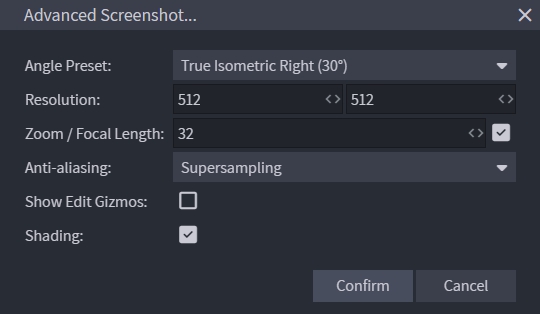 Advanced Screenshot...
Angle Preset: True Isometric Right (30°)
Resolution: 512 512
Zoom / Focal Length: 32
Anti-aliasing: Supersampling
Show Edit Gizmos:
Shading:
Confirm Cancel